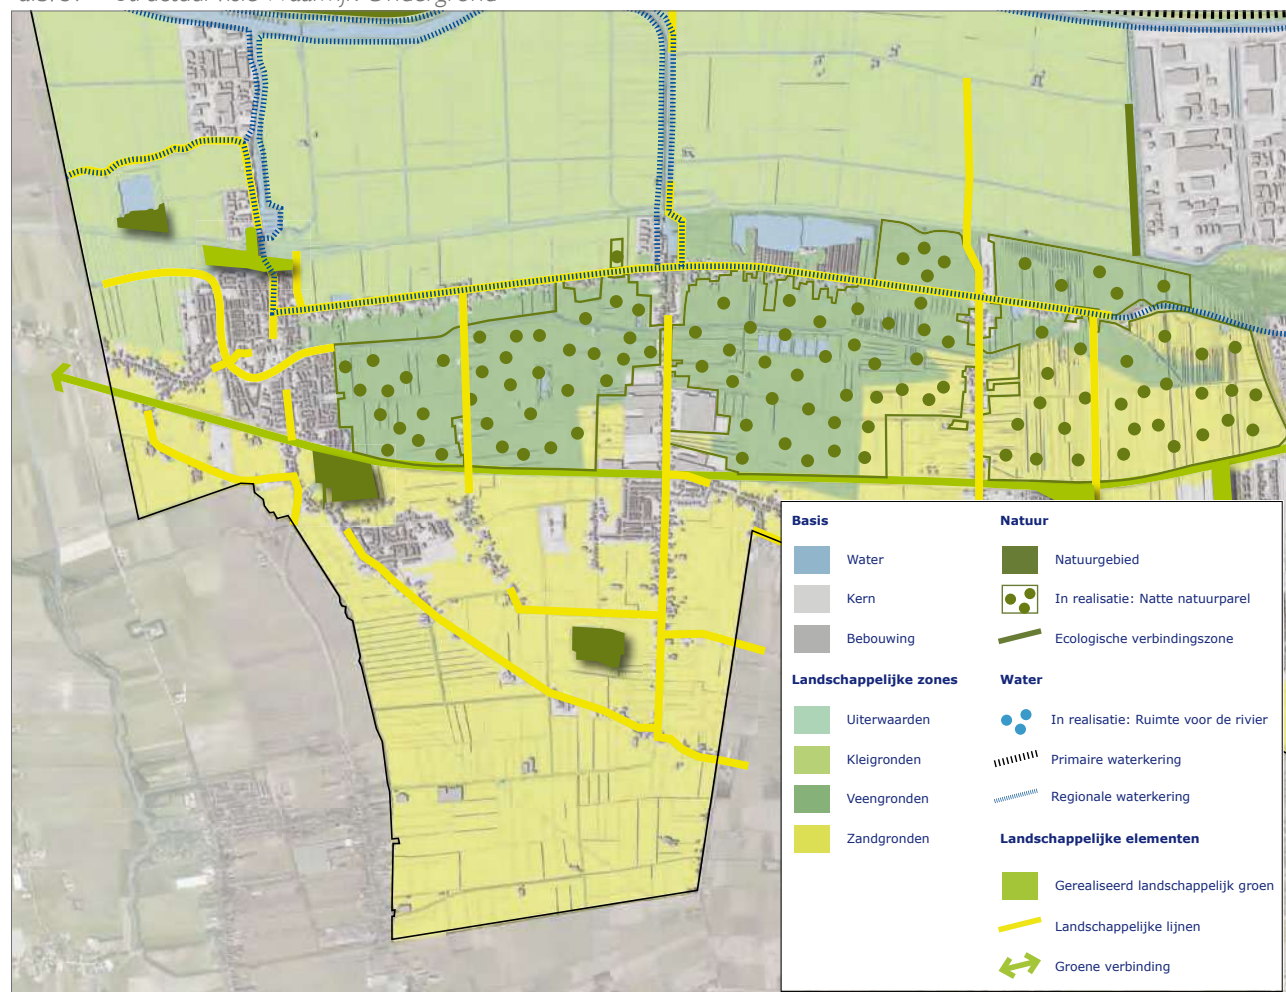 Basis
Water
Kern
Bebouwing
Landschappelijke zones
Uiterwaarden
Kleigronden
Veengronden
Zandgronden
Natuur
Natuurgebied
In realisatie: Natte natuurparel
Ecologische verbindingszone
Water
In realisatie: Ruimte voor de rivier
Primaire waterkering
Regionale waterkering
Landschappelijke elementen
Gerealiseerd landschappelijk groen
Landschappelijke lijnen
Groene verbinding